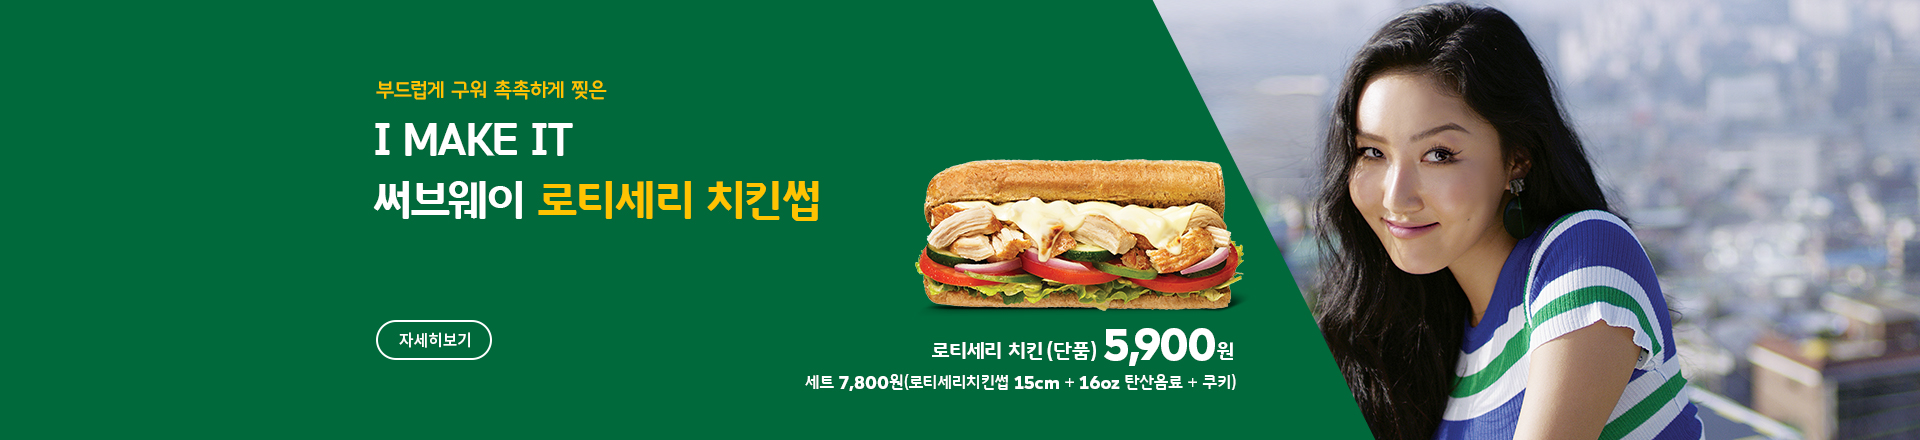 부드럽게 구워 촉촉하게 찢은
I MAKE IT
써브웨이 로티세리 치킨썹
자세히보기
로티세리 치킨(단품) 5,900원
세트 7,800원(로티세리치킨썹 15cm + 16oz 탄산음료 + 쿠키)